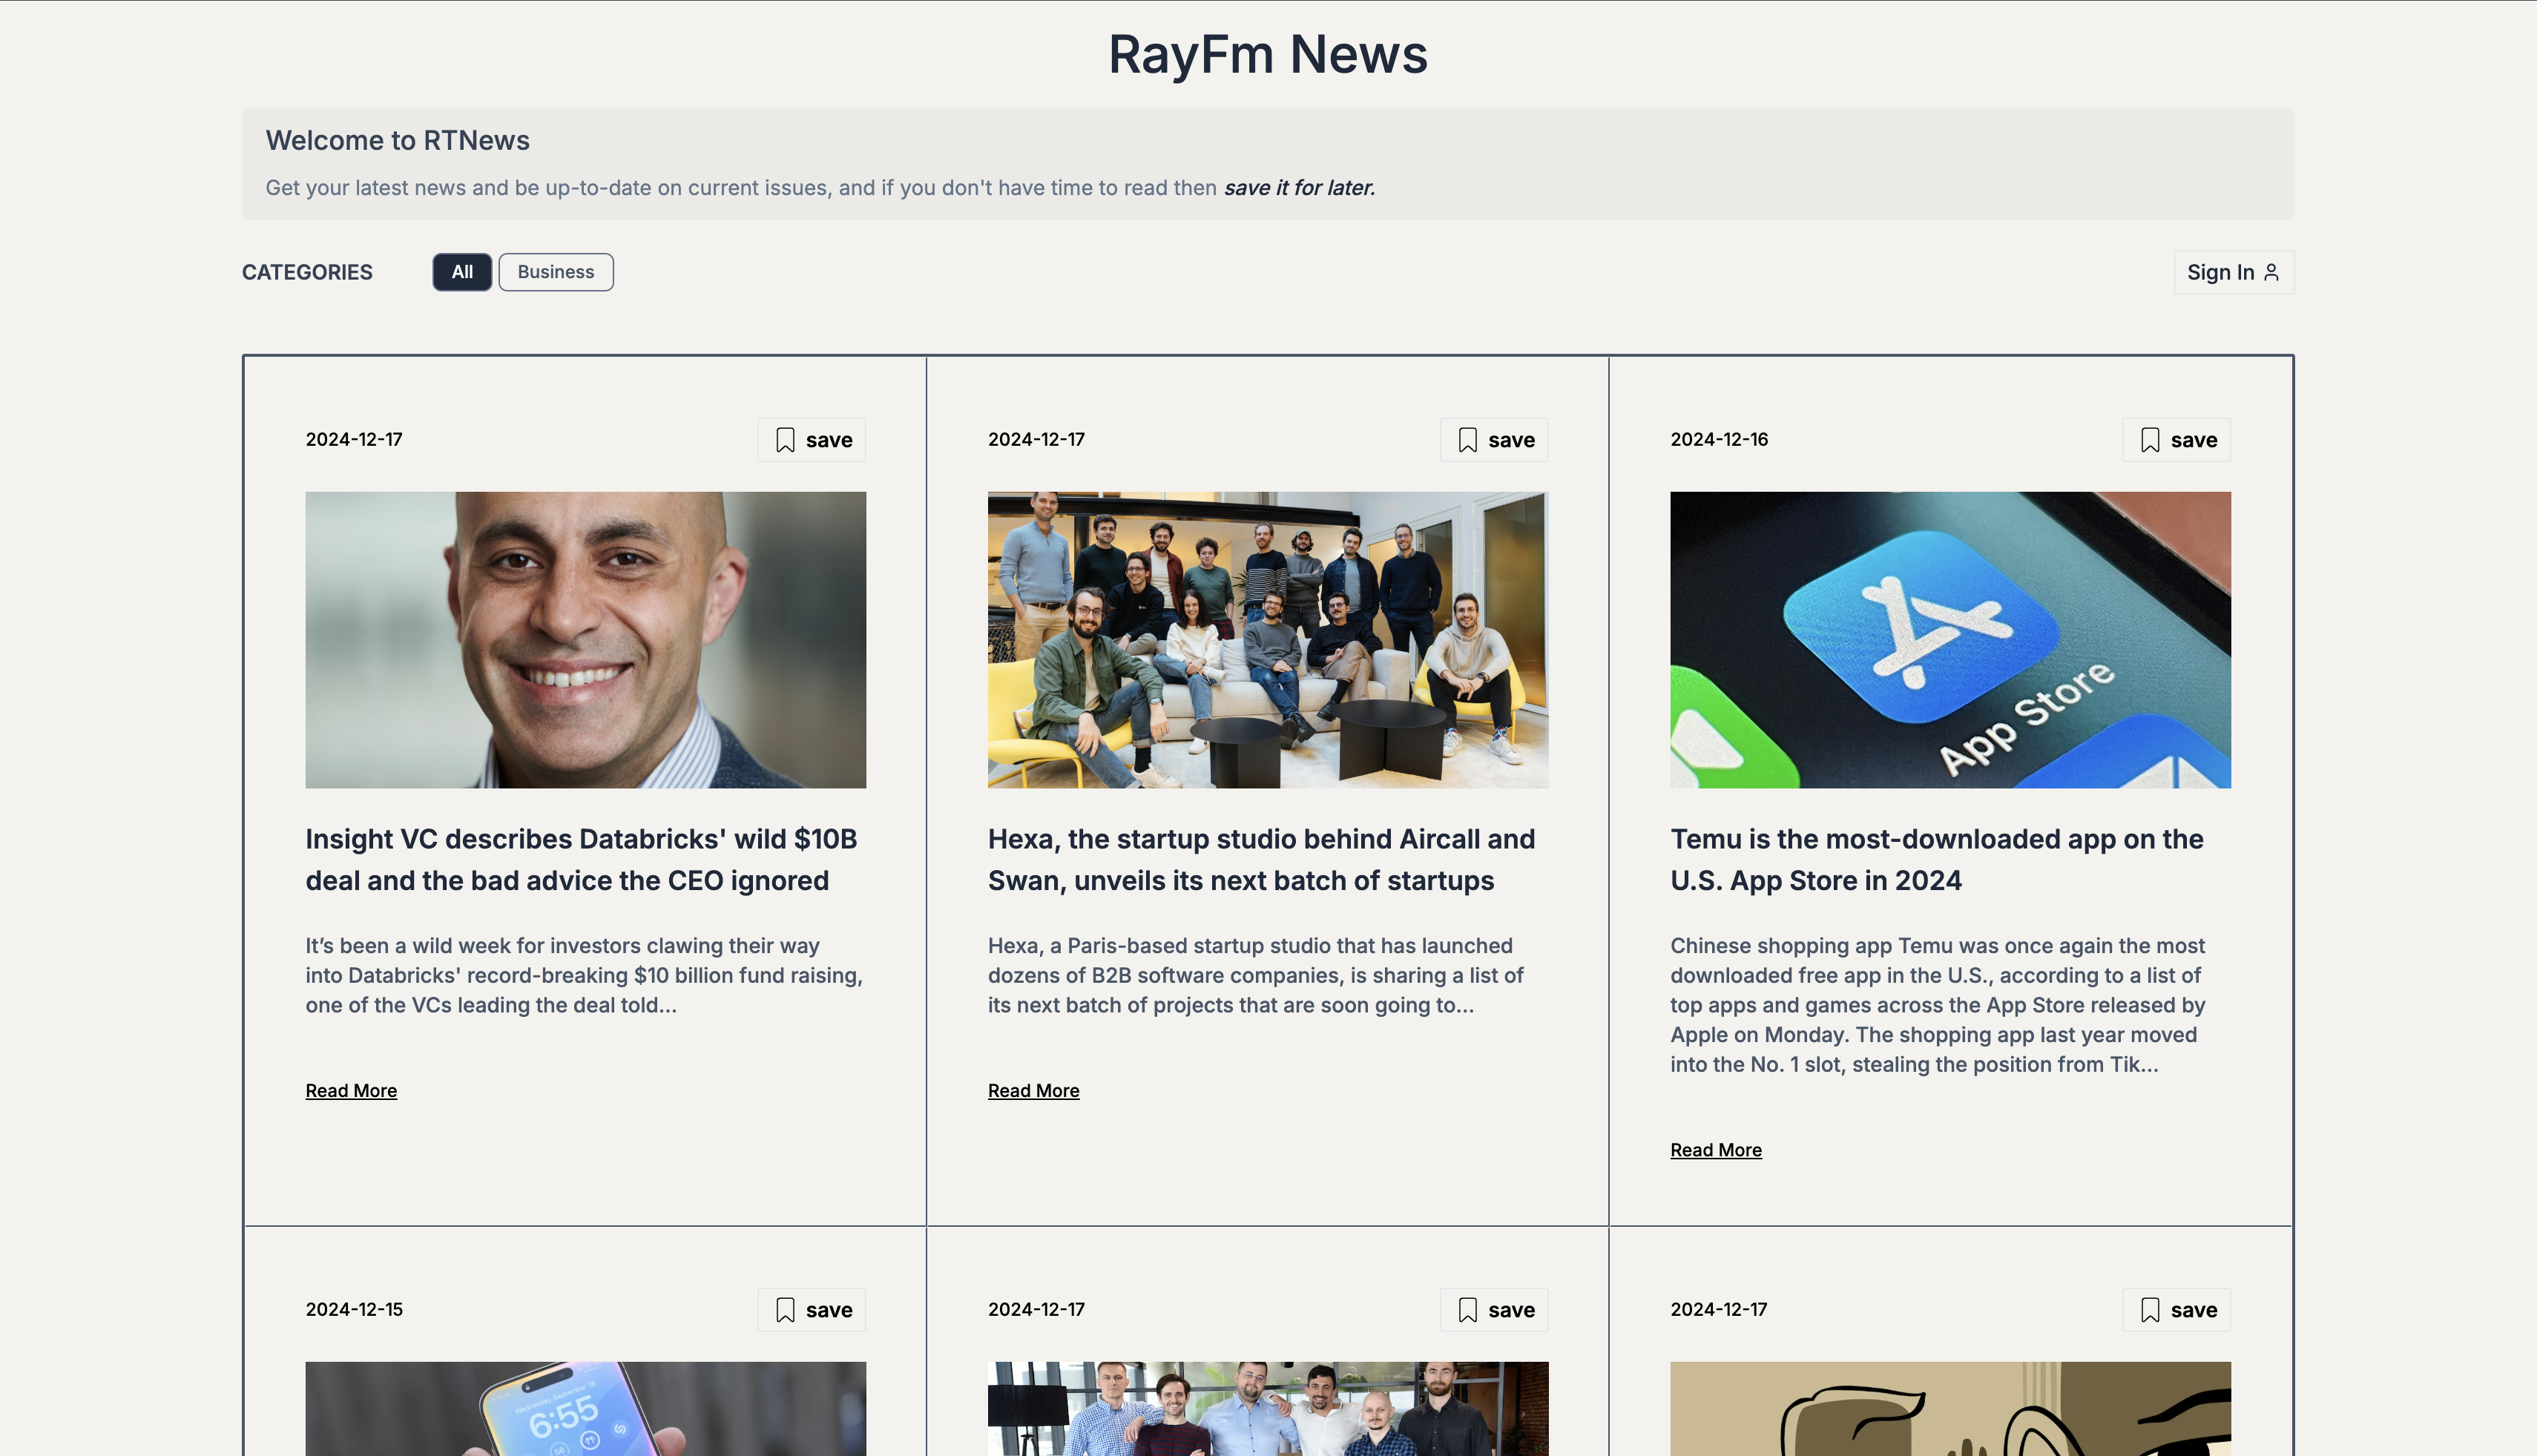 RayFm News
Welcome to RTNews
Get your latest news and be up-to-date on current issues, and if you don't have time to read then save it for later.
CATEGORIES All Business Sign In
2024-12-17 save
2024-12-17 save
2024-12-16 save
App Store
Insight VC describes Databricks' wild $10B
deal and the bad advice the CEO ignored
It’s been a wild week for investors clawing their way
into Databricks' record-breaking $10 billion fund raising,
one of the VCs leading the deal told...
Read More
Hexa, the startup studio behind Aircall and
Swan, unveils its next batch of startups
Hexa, a Paris-based startup studio that has launched
dozens of B2B software companies, is sharing a list of
its next batch of projects that are soon going to...
Read More
Temu is the most-downloaded app on the
U.S. App Store in 2024
Chinese shopping app Temu was once again the most
downloaded free app in the U.S., according to a list of
top apps and games across the App Store released by
Apple on Monday. The shopping app last year moved
into the No. 1 slot, stealing the position from Tik...
Read More
2024-12-15 save
2024-12-17 save
2024-12-17 save
Wednesday, September 18
6:55